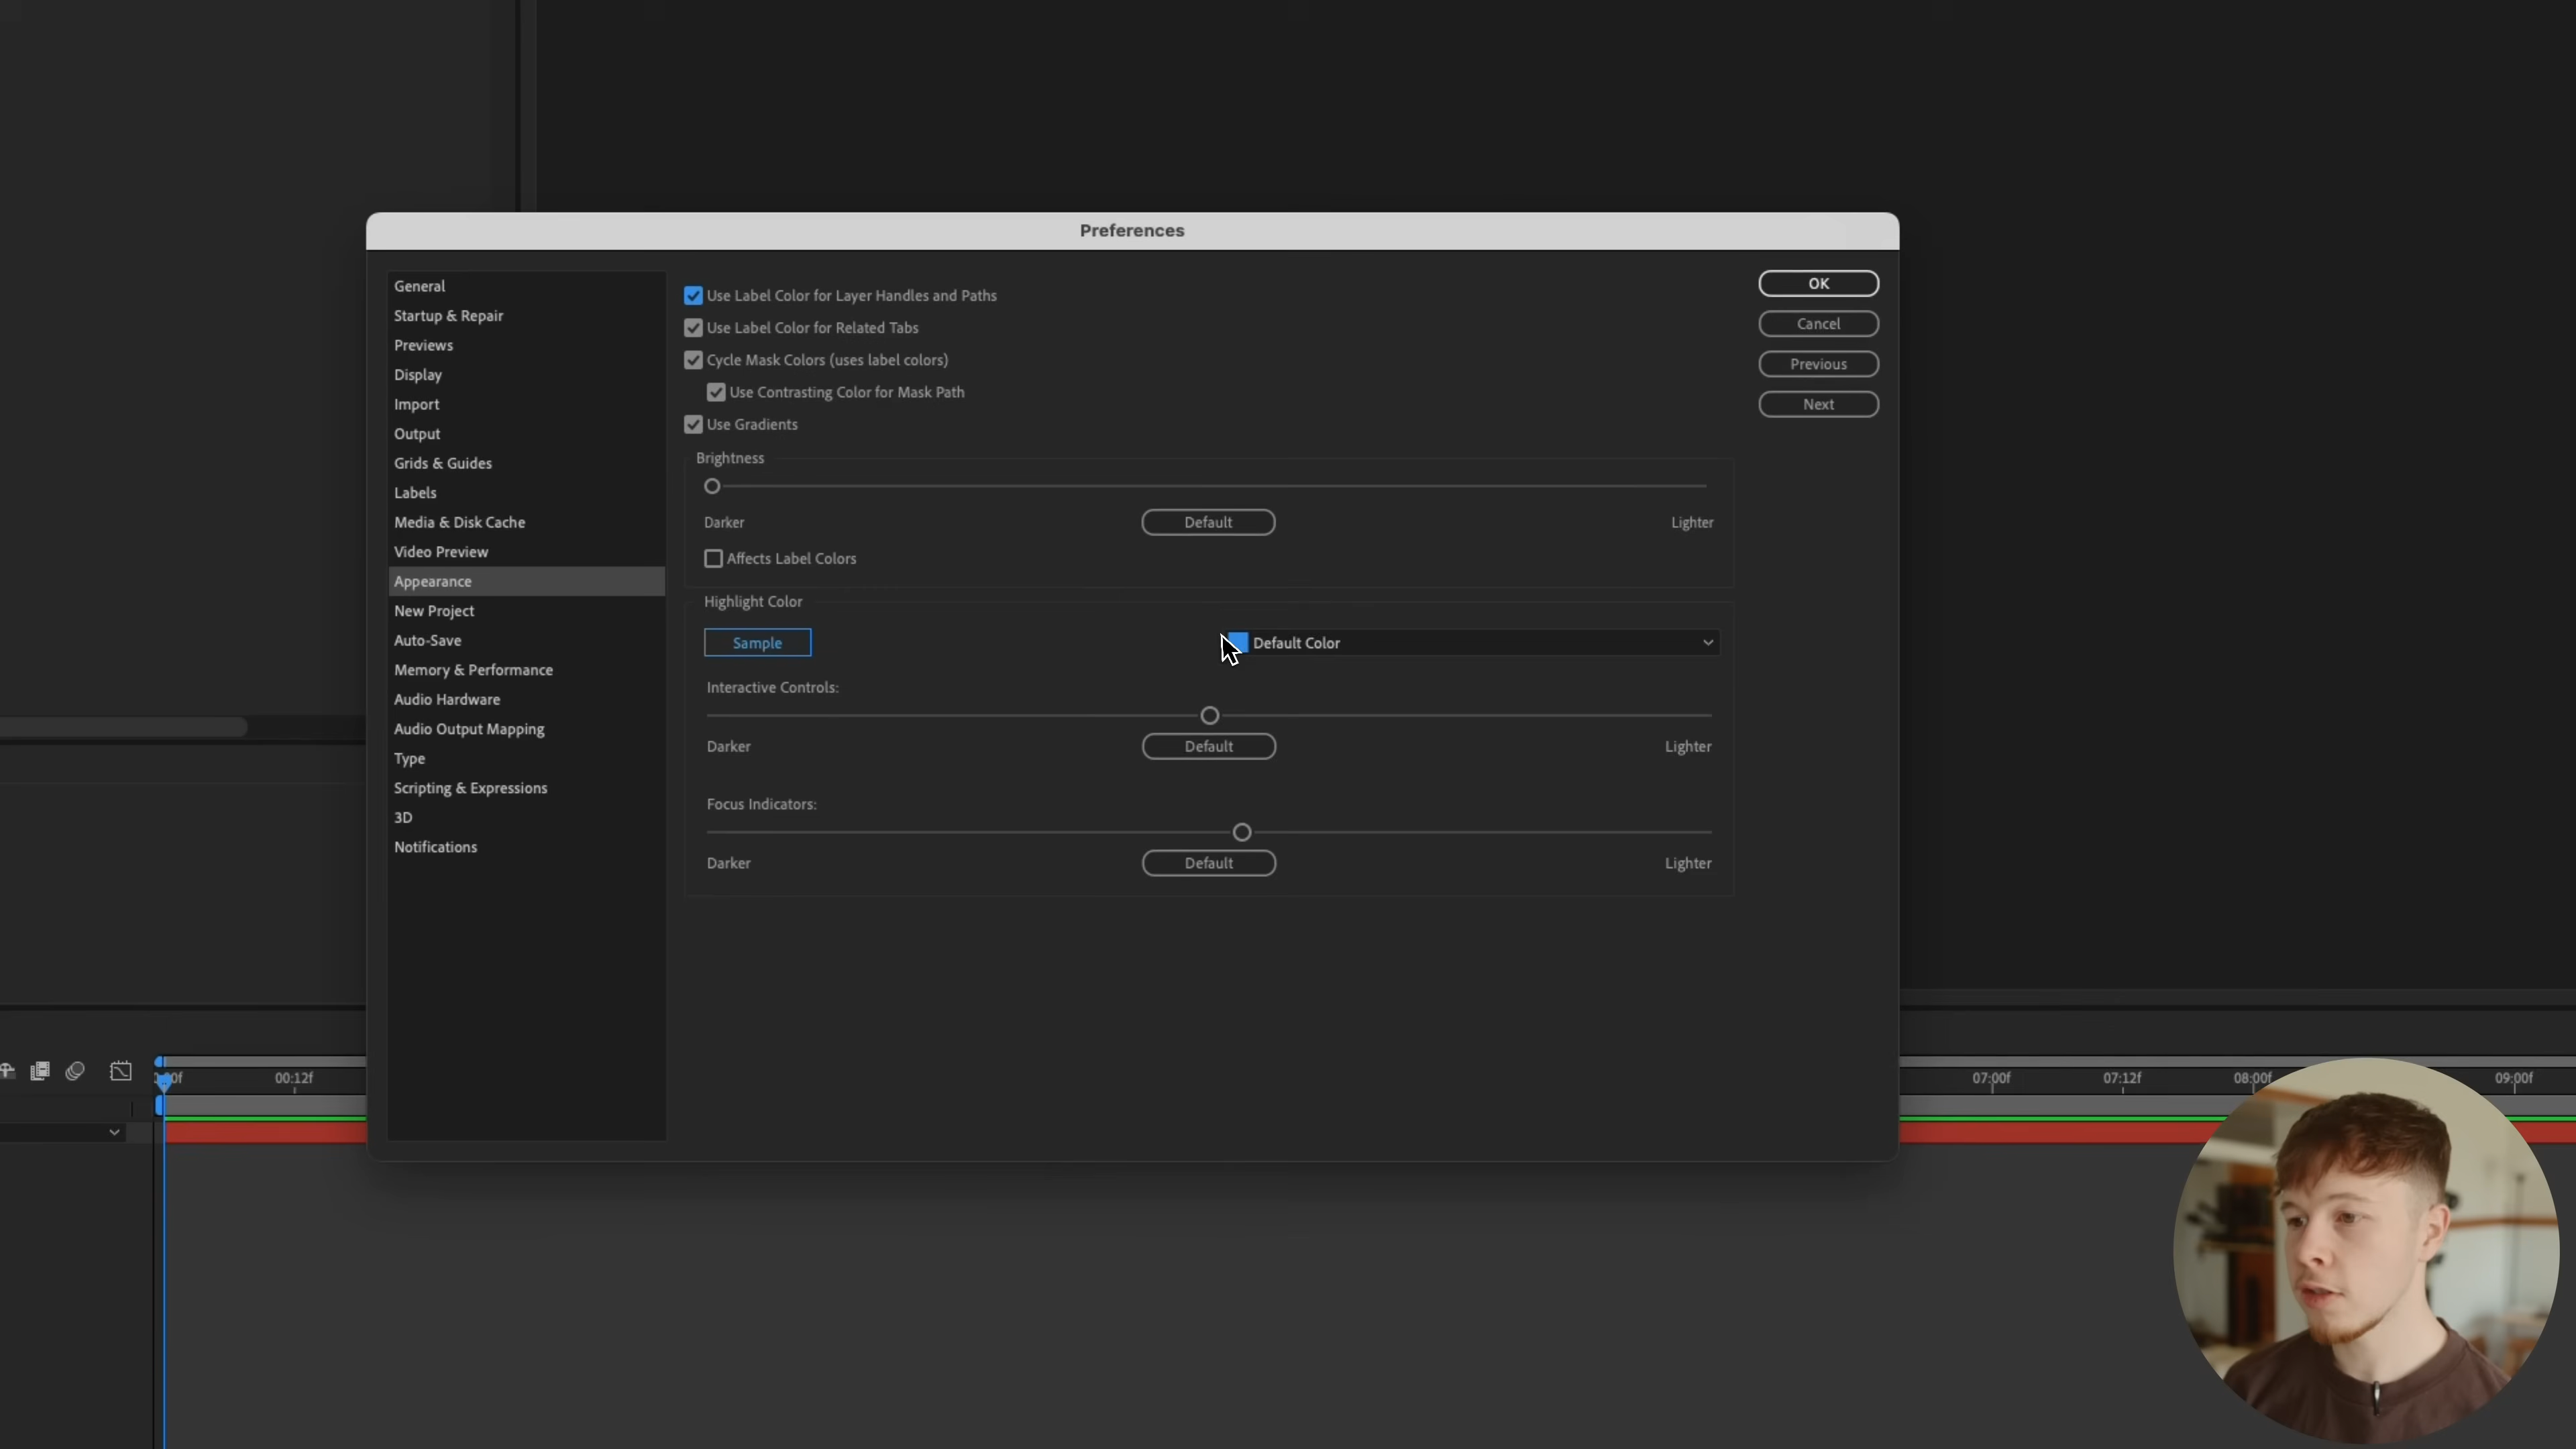 Preferences
General
Startup & Repair
Previews
Display
Import
Output
Grids & Guides
Labels
Media & Disk Cache
Video Preview
Appearance
New Project
Auto-Save
Memory & Performance
Audio Hardware
Audio Output Mapping
Type
Scripting & Expressions
3D
Notifications
Use Label Color for Layer Handles and Paths
Use Label Color for Related Tabs
Cycle Mask Colors (uses label colors)
Use Contrasting Color for Mask Path
Use Gradients
Brightness
Darker Default Lighter
Affects Label Colors
Highlight Color
Sample Default Color
Interactive Controls:
Darker Default Lighter
Focus Indicators:
Darker Default Lighter
OK
Cancel
Previous
Next
00:12f 07:00f 07:12f 08:00f 09:00f